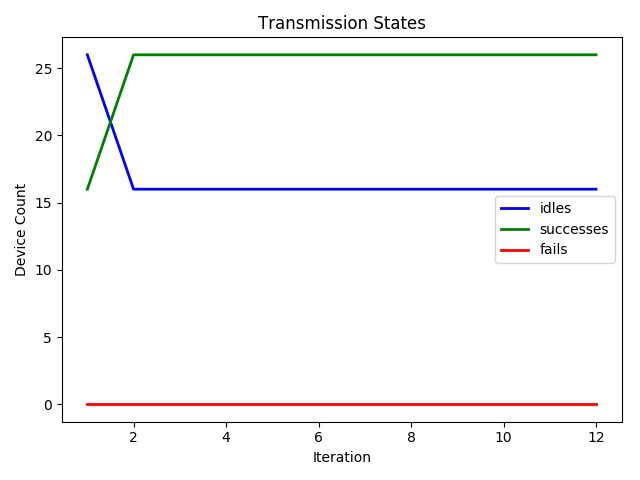 Transmission States
Device Count
25
20
15
10
5
0
idles
successes
fails
2 4 6 8 10 12
Iteration